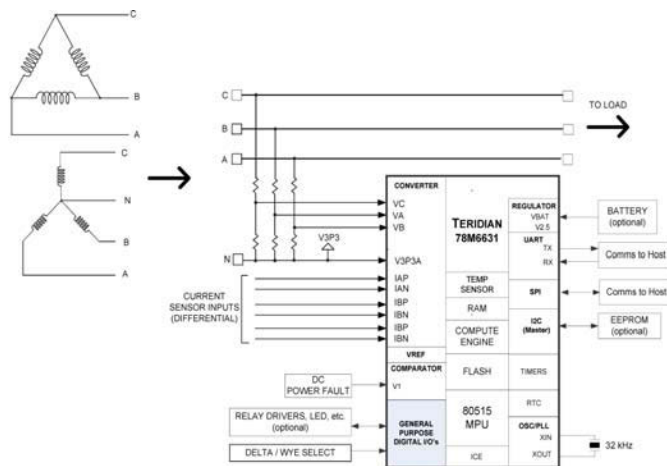 C
B
A
C
N
B
A
C
B
A
N
TO LOAD
V3P3
CONVERTER
VC
VA
VB
V3P3A
IAP
IAN
IBP
IBN
IBP
IBN
VREF
COMPARATOR
V1
GENERAL
PURPOSE
DIGITAL I/O's
TERIDIAN
78M6631
TEMP
SENSOR
RAM
COMPUTE
ENGINE
FLASH
80515
MPU
ICE
REGULATOR
VBAT
V2.5
UART
TX
RX
SPI
I2C
(Master)
TIMERS
RTC
OSC/PLL
XIN
XOUT
CURRENT
SENSOR INPUTS
(DIFFERENTIAL)
DC
POWER FAULT
RELAY DRIVERS, LED, etc.
(optional)
DELTA / WYE SELECT
BATTERY
(optional)
Comms to Host
Comms to Host
EEPROM
(optional)
32 kHz